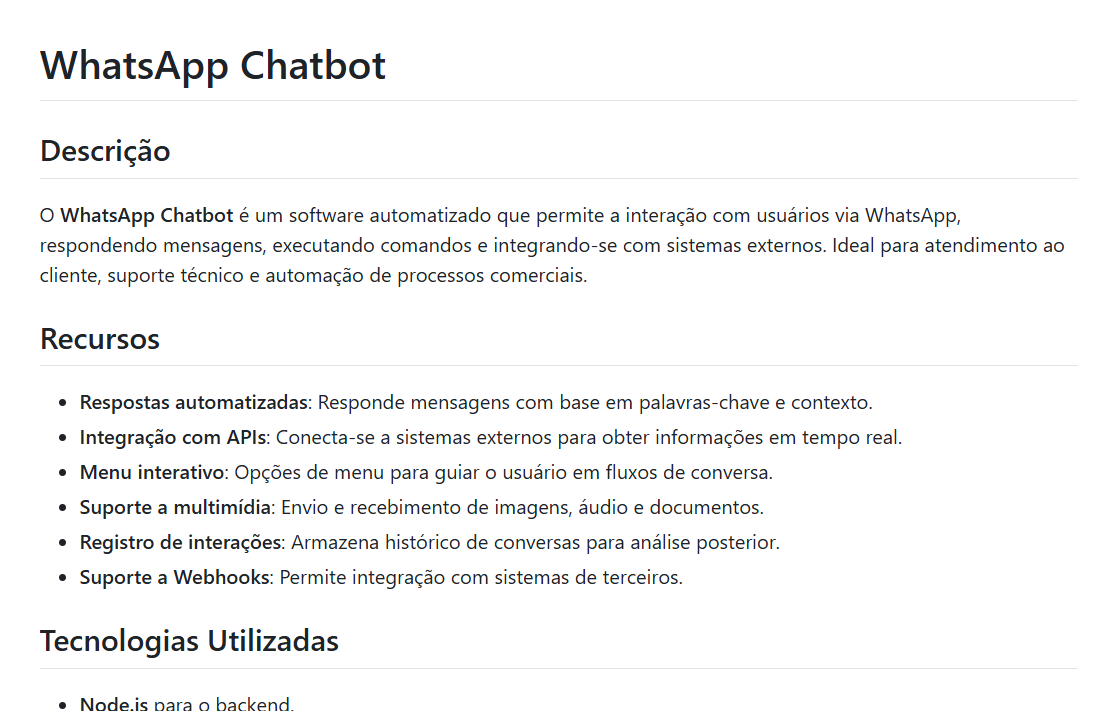 WhatsApp Chatbot
Descrição
O WhatsApp Chatbot é um software automatizado que permite a interação com usuários via WhatsApp,
respondendo mensagens, executando comandos e integrando-se com sistemas externos. Ideal para atendimento ao
cliente, suporte técnico e automação de processos comerciais.
Recursos
• Respostas automatizadas: Responde mensagens com base em palavras-chave e contexto.
• Integração com APIs: Conecta-se a sistemas externos para obter informações em tempo real.
• Menu interativo: Opções de menu para guiar o usuário em fluxos de conversa.
• Suporte a multimídia: Envio e recebimento de imagens, áudio e documentos.
• Registro de interações: Armazena histórico de conversas para análise posterior.
• Suporte a Webhooks: Permite integração com sistemas de terceiros.
Tecnologias Utilizadas
• Node.js para o backend.